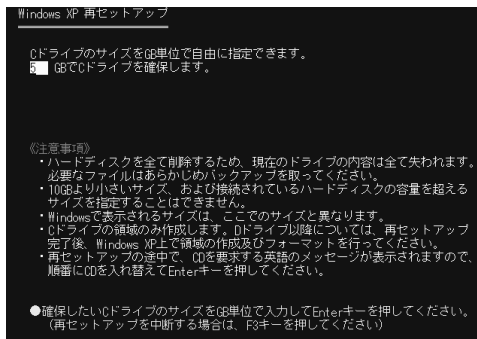 Windows XP 再セットアップ
CドライブのサイズをGB単位で自由に指定できます。
5 GBでCドライブを確保します。
《注意事項》
・ハードディスクを全て削除するため、現在のドライブの内容は全て失われます。
必要なファイルはあらかじめバックアップを取ってください。
・10GBより小さいサイズ、および接続されているハードディスクの容量を超える
サイズを指定することはできません。
・Windowsで表示されるサイズは、ここでのサイズと異なります。
・Cドライブの領域のみ作成します。Dドライブ以降については、再セットアップ
完了後、Windows XP上で領域の作成及びフォーマットを行ってください。
・再セットアップの途中で、CDを要求する英語のメッセージが表示されますので、
順番にCDを入れ替えてEnterキーを押してください。
●確保したいCドライブのサイズをGB単位で入力してEnterキーを押してください。
(再セットアップを中断する場合は、F3キーを押してください)